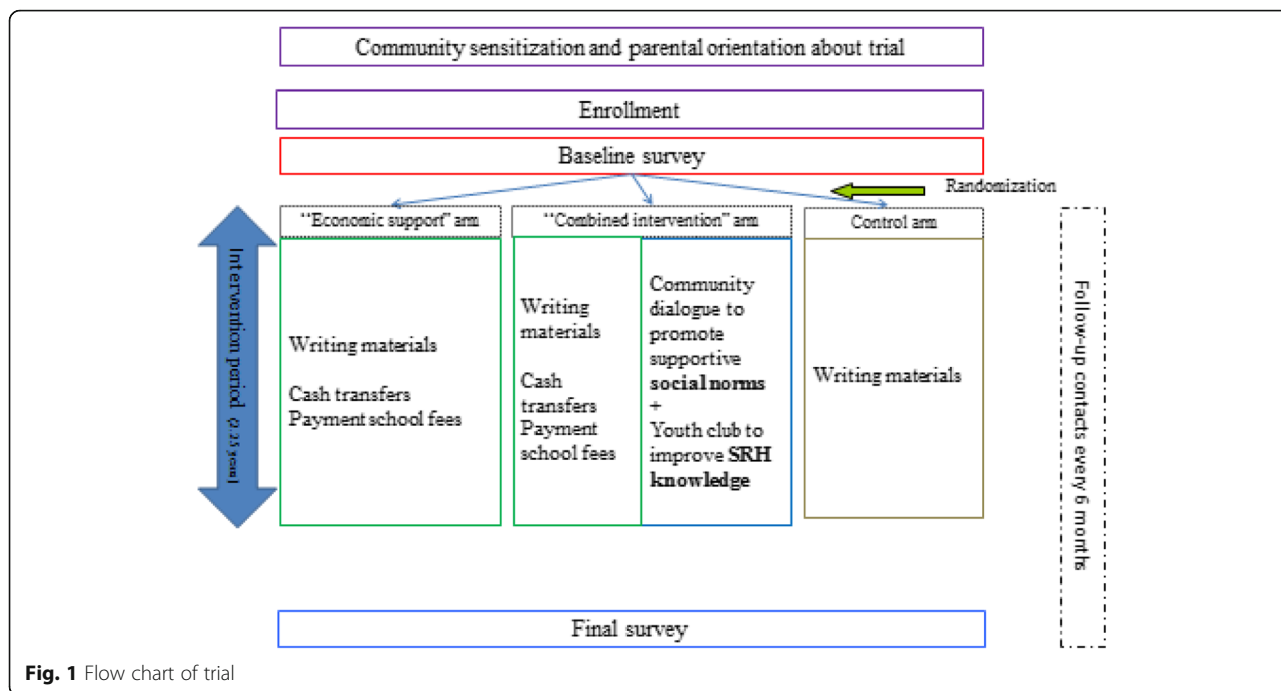 Community sensitization and parental orientation about trial
Enrollment
Baseline survey
Randomization
"Economic support" arm
"Combined intervention" arm
Control arm
Intervention period (2.25 years)
Writing materials
Cash transfers
Payment school fees
Writing
materials
Cash
transfers
Payment
school fees
Community
dialogue to
promote
supportive
social norms
+
Youth club to
improve SRH
knowledge
Writing materials
Follow-up contacts every 6 months
Final survey
Fig. 1 Flow chart of trial